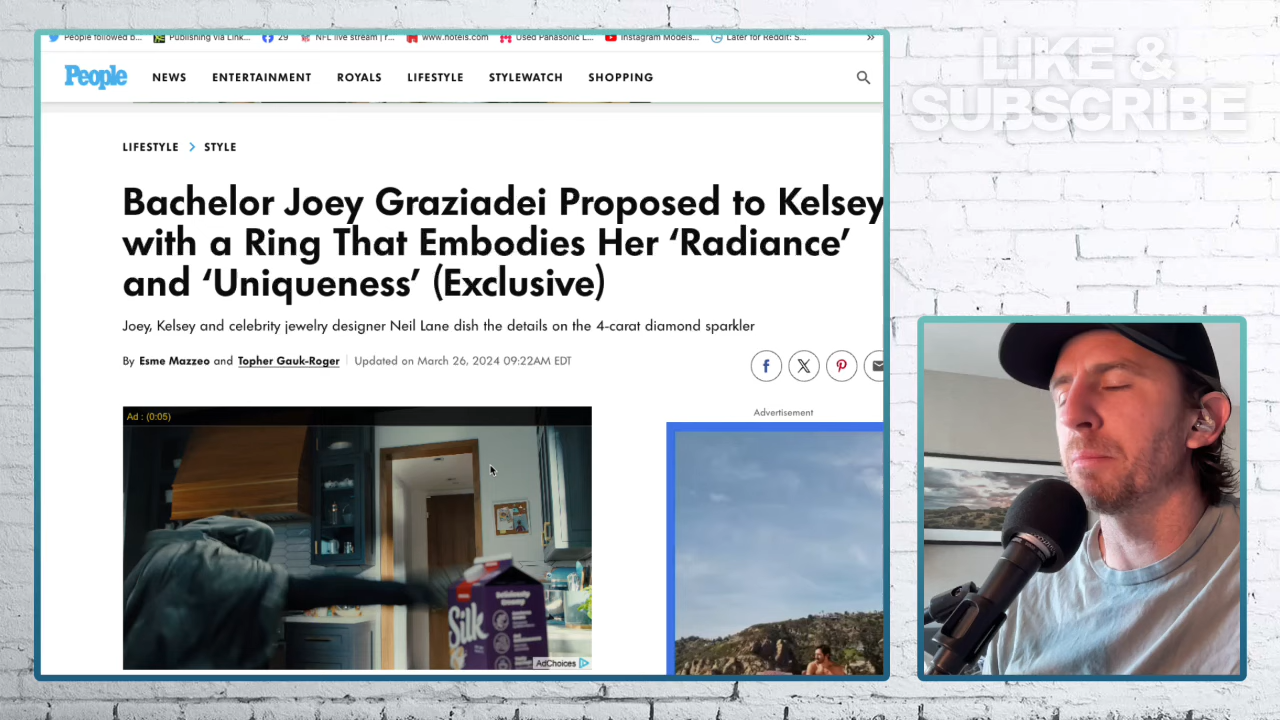 People followed b...
Publishing via Link...
29
NFL live stream | r...
www.hotels.com
Used Panasonic L...
Instagram Models...
Later for Reddit: S...
»
LIKE &
SUBSCRIBE
People
NEWS
ENTERTAINMENT
ROYALS
LIFESTYLE
STYLEWATCH
SHOPPING
LIFESTYLE > STYLE
Bachelor Joey Graziadei Proposed to Kelsey
with a Ring That Embodies Her ‘Radiance’
and ‘Uniqueness’ (Exclusive)
Joey, Kelsey and celebrity jewelry designer Neil Lane dish the details on the 4-carat diamond sparkler
By Esme Mazzeo and Topher Gauk-Roger | Updated on March 26, 2024 09:22AM EDT
Advertisement
Ad : (0:05)
Silk
AdChoices